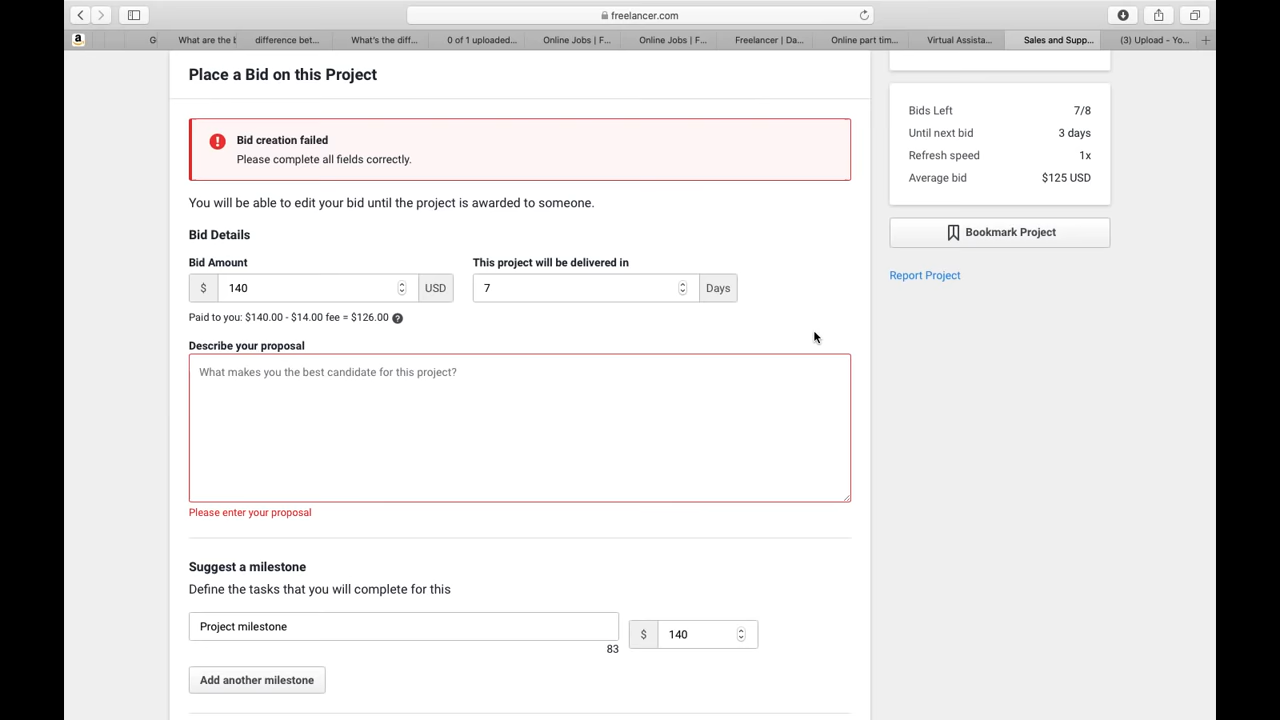 freelancer.com
a
G
What are the b
difference bet...
What's the diff...
0 of 1 uploaded...
Online Jobs | F...
Online Jobs | F...
Freelancer | Da...
Online part tim...
Virtual Assista...
Sales and Supp...
(3) Upload - Yo...
Place a Bid on this Project
Bid creation failed
Please complete all fields correctly.
You will be able to edit your bid until the project is awarded to someone.
Bid Details
Bid Amount
This project will be delivered in
$ 140 USD
7 Days
Paid to you: $140.00 - $14.00 fee = $126.00 ?
Describe your proposal
What makes you the best candidate for this project?
Please enter your proposal
Suggest a milestone
Define the tasks that you will complete for this
Project milestone
$ 140
83
Add another milestone
Bids Left 7/8
Until next bid 3 days
Refresh speed 1x
Average bid $125 USD
Bookmark Project
Report Project